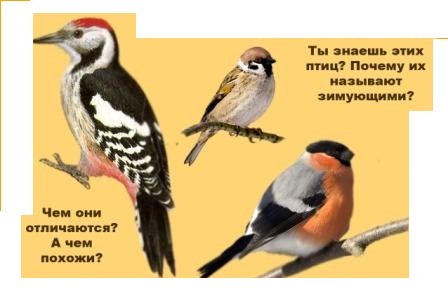 Ты знаешь этих
птиц? Почему их
называют
зимующими?
Чем они
отличаются?
А чем
похожи?